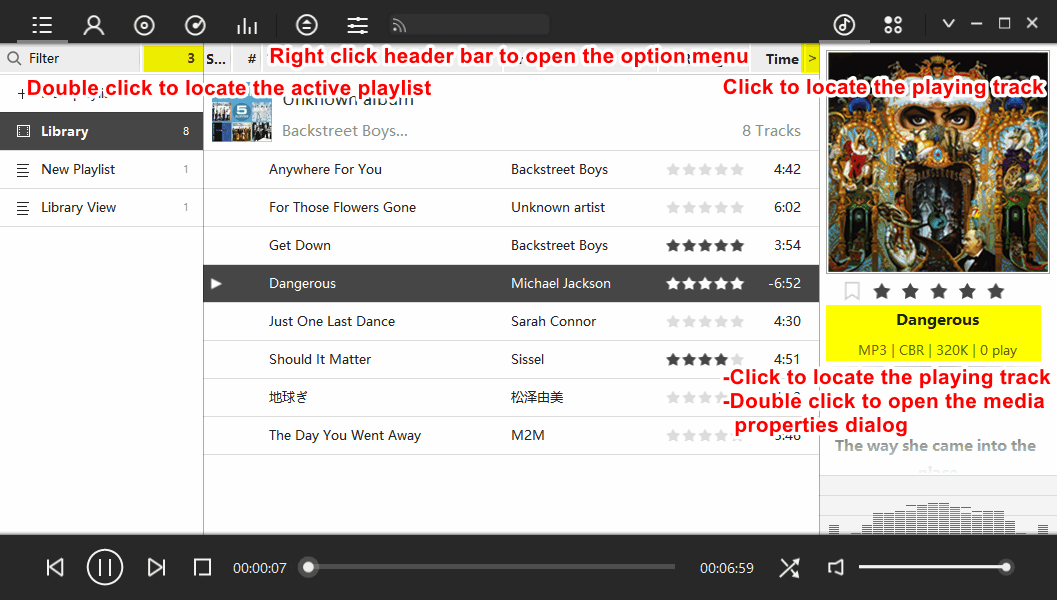 Filter
3
S...
#
Right click header bar to open the option menu
Time
>
Double click to locate the active playlist
Click to locate the playing track
Unknown album
Backstreet Boys...
8 Tracks
Library
8
New Playlist
1
Library View
1
Anywhere For You
Backstreet Boys
4:42
For Those Flowers Gone
Unknown artist
6:02
Get Down
Backstreet Boys
3:54
Dangerous
Michael Jackson
-6:52
Just One Last Dance
Sarah Connor
4:30
Should It Matter
Sissel
4:51
地球ぎ
松泽由美
The Day You Went Away
M2M
3:46
Dangerous
MP3 | CBR | 320K | 0 play
-Click to locate the playing track
-Double click to open the media
properties dialog
The way she came into the
place
00:00:07
00:06:59